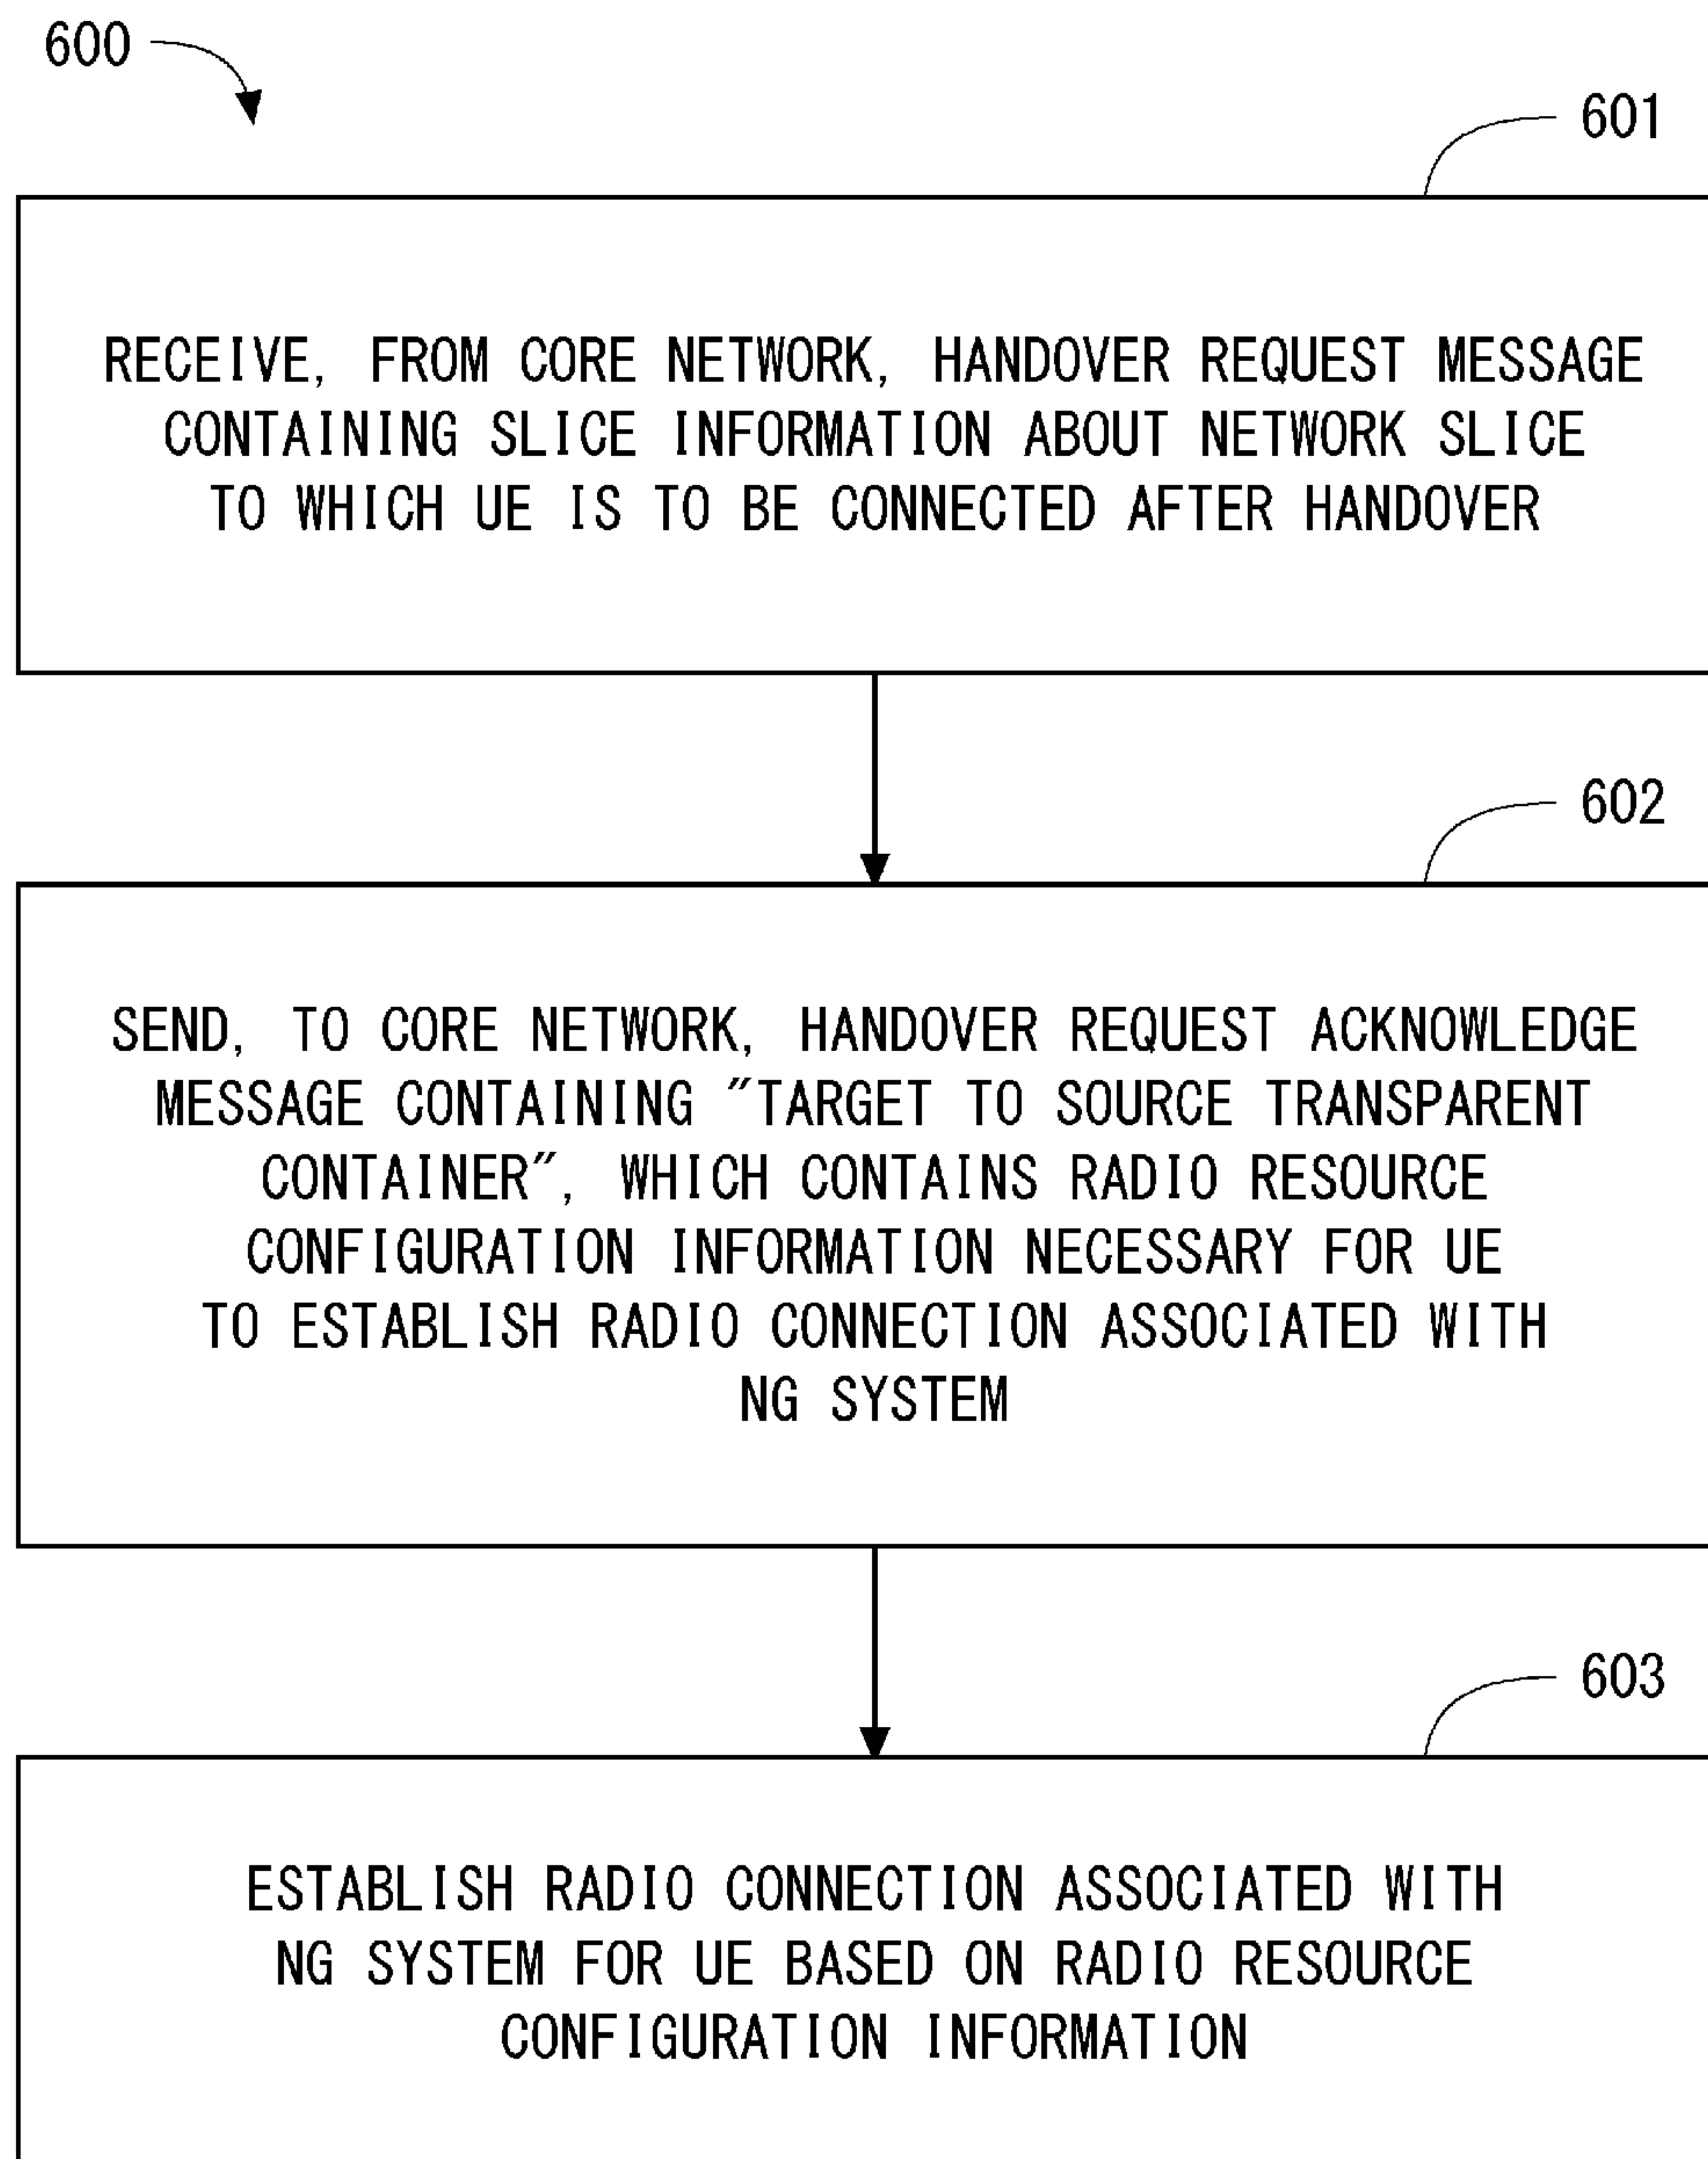 600
601
RECEIVE, FROM CORE NETWORK, HANDOVER REQUEST MESSAGE
CONTAINING SLICE INFORMATION ABOUT NETWORK SLICE
TO WHICH UE IS TO BE CONNECTED AFTER HANDOVER
602
SEND, TO CORE NETWORK, HANDOVER REQUEST ACKNOWLEDGE
MESSAGE CONTAINING "TARGET TO SOURCE TRANSPARENT
CONTAINER", WHICH CONTAINS RADIO RESOURCE
CONFIGURATION INFORMATION NECESSARY FOR UE
TO ESTABLISH RADIO CONNECTION ASSOCIATED WITH
NG SYSTEM
603
ESTABLISH RADIO CONNECTION ASSOCIATED WITH
NG SYSTEM FOR UE BASED ON RADIO RESOURCE
CONFIGURATION INFORMATION